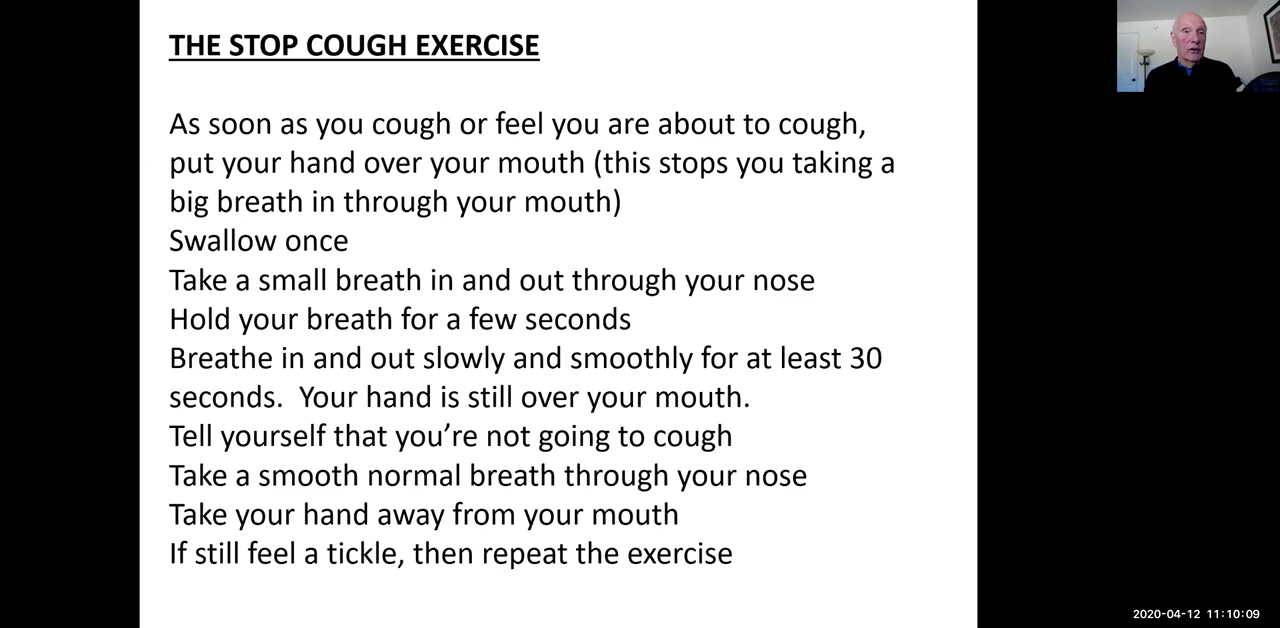 THE STOP COUGH EXERCISE
As soon as you cough or feel you are about to cough,
put your hand over your mouth (this stops you taking a
big breath in through your mouth)
Swallow once
Take a small breath in and out through your nose
Hold your breath for a few seconds
Breathe in and out slowly and smoothly for at least 30
seconds.  Your hand is still over your mouth.
Tell yourself that you’re not going to cough
Take a smooth normal breath through your nose
Take your hand away from your mouth
If still feel a tickle, then repeat the exercise
2020-04-12 11:10:09